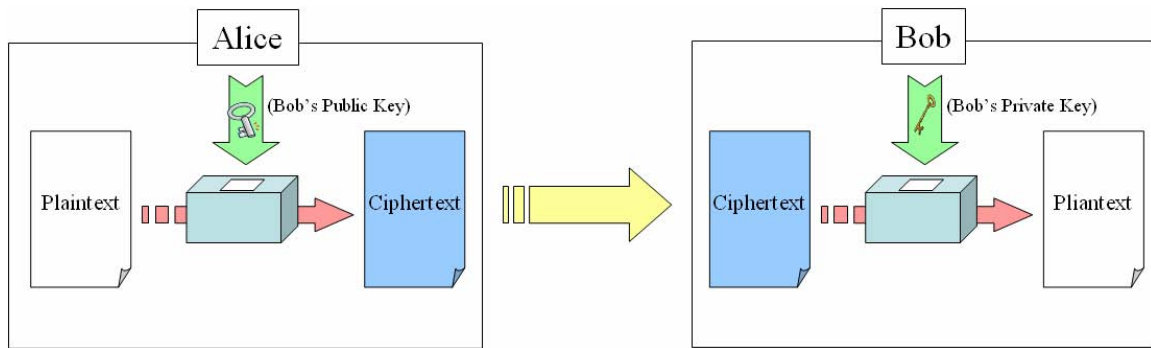 Alice
(Bob's Public Key)
Plaintext
Ciphertext
Bob
(Bob's Private Key)
Ciphertext
Pliantext